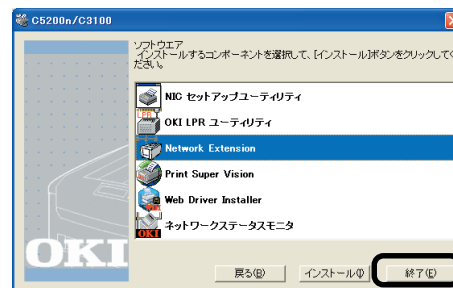 C5200n/C3100
ソフトウエア
インストールするコンポーネントを選択して、[インストール]ボタンをクリックしてく
ださい。
NIC セットアップユーティリティ
OKI LPR ユーティリティ
Network Extension
Print Super Vision
Web Driver Installer
ネットワークステータスモニタ
OKI
戻る(B)
インストール(I)
終了(E)